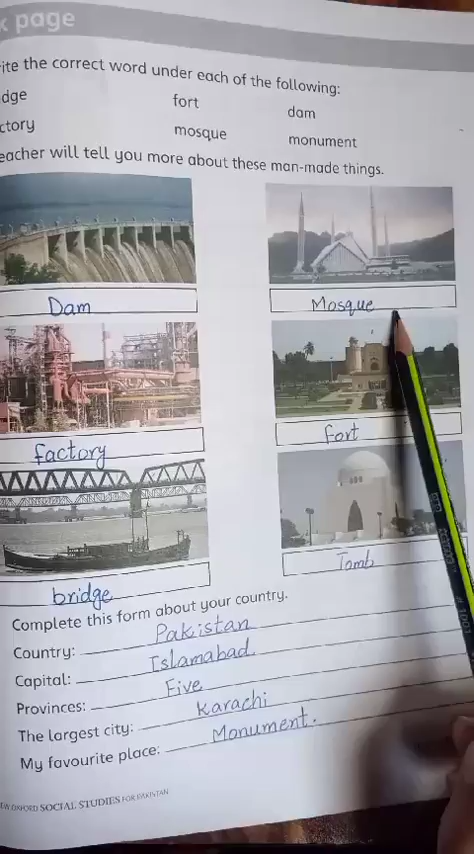 k page
ite the correct word under each of the following:
dge fort dam
ctory mosque monument
eacher will tell you more about these man-made things.
Dam Mosque
factory fort
bridge Tomb
Complete this form about your country.
Country: Pakistan
Capital: Islamabad.
Provinces: Five
The largest city: Karachi
My favourite place: Monument.
OXFORD SOCIAL STUDIES FOR PAKISTAN